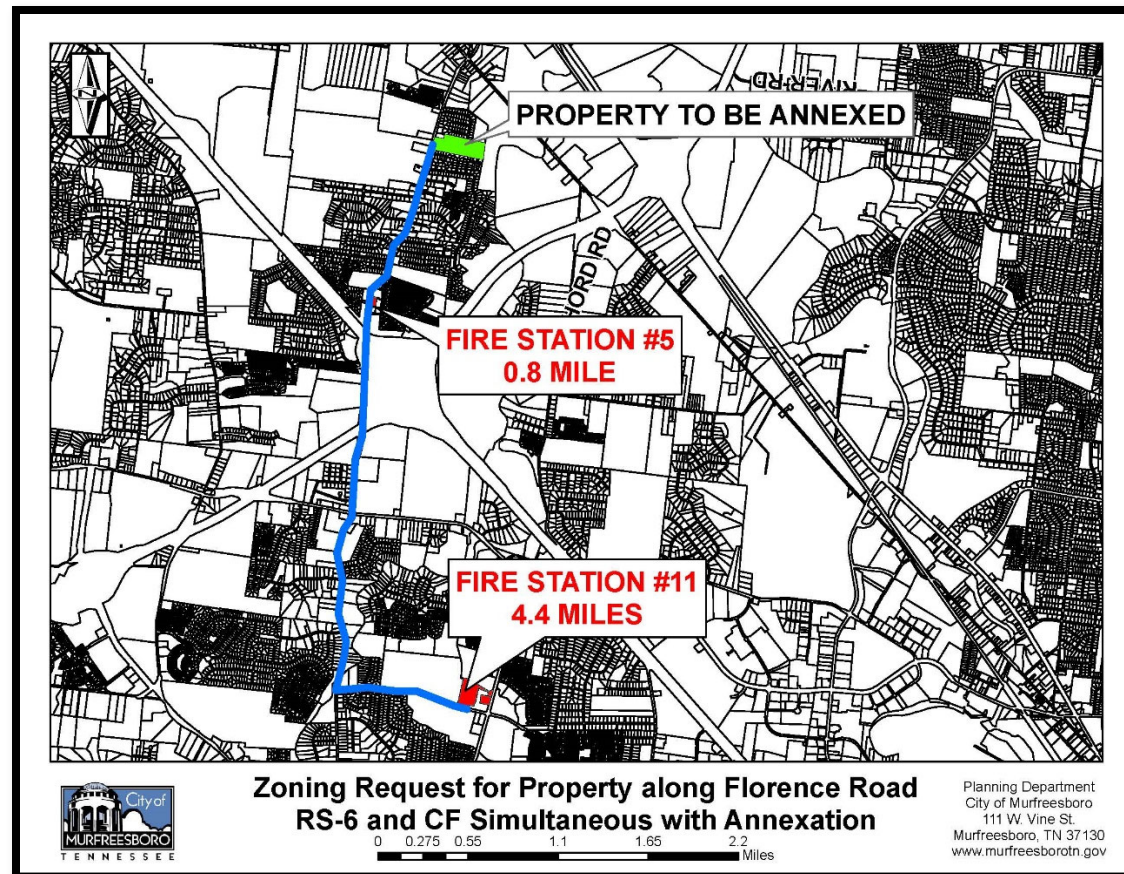 RIVER RD
PROPERTY TO BE ANNEXED
HORD RD
FIRE STATION #5
0.8 MILE
FIRE STATION #11
4.4 MILES
City of
MURFREESBORO
TENNESSEE
Zoning Request for Property along Florence Road
RS-6 and CF Simultaneous with Annexation
0 0.275 0.55 1.1 1.65 2.2
Miles
Planning Department
City of Murfreesboro
111 W. Vine St.
Murfreesboro, TN 37130
www.murfreesborotn.gov